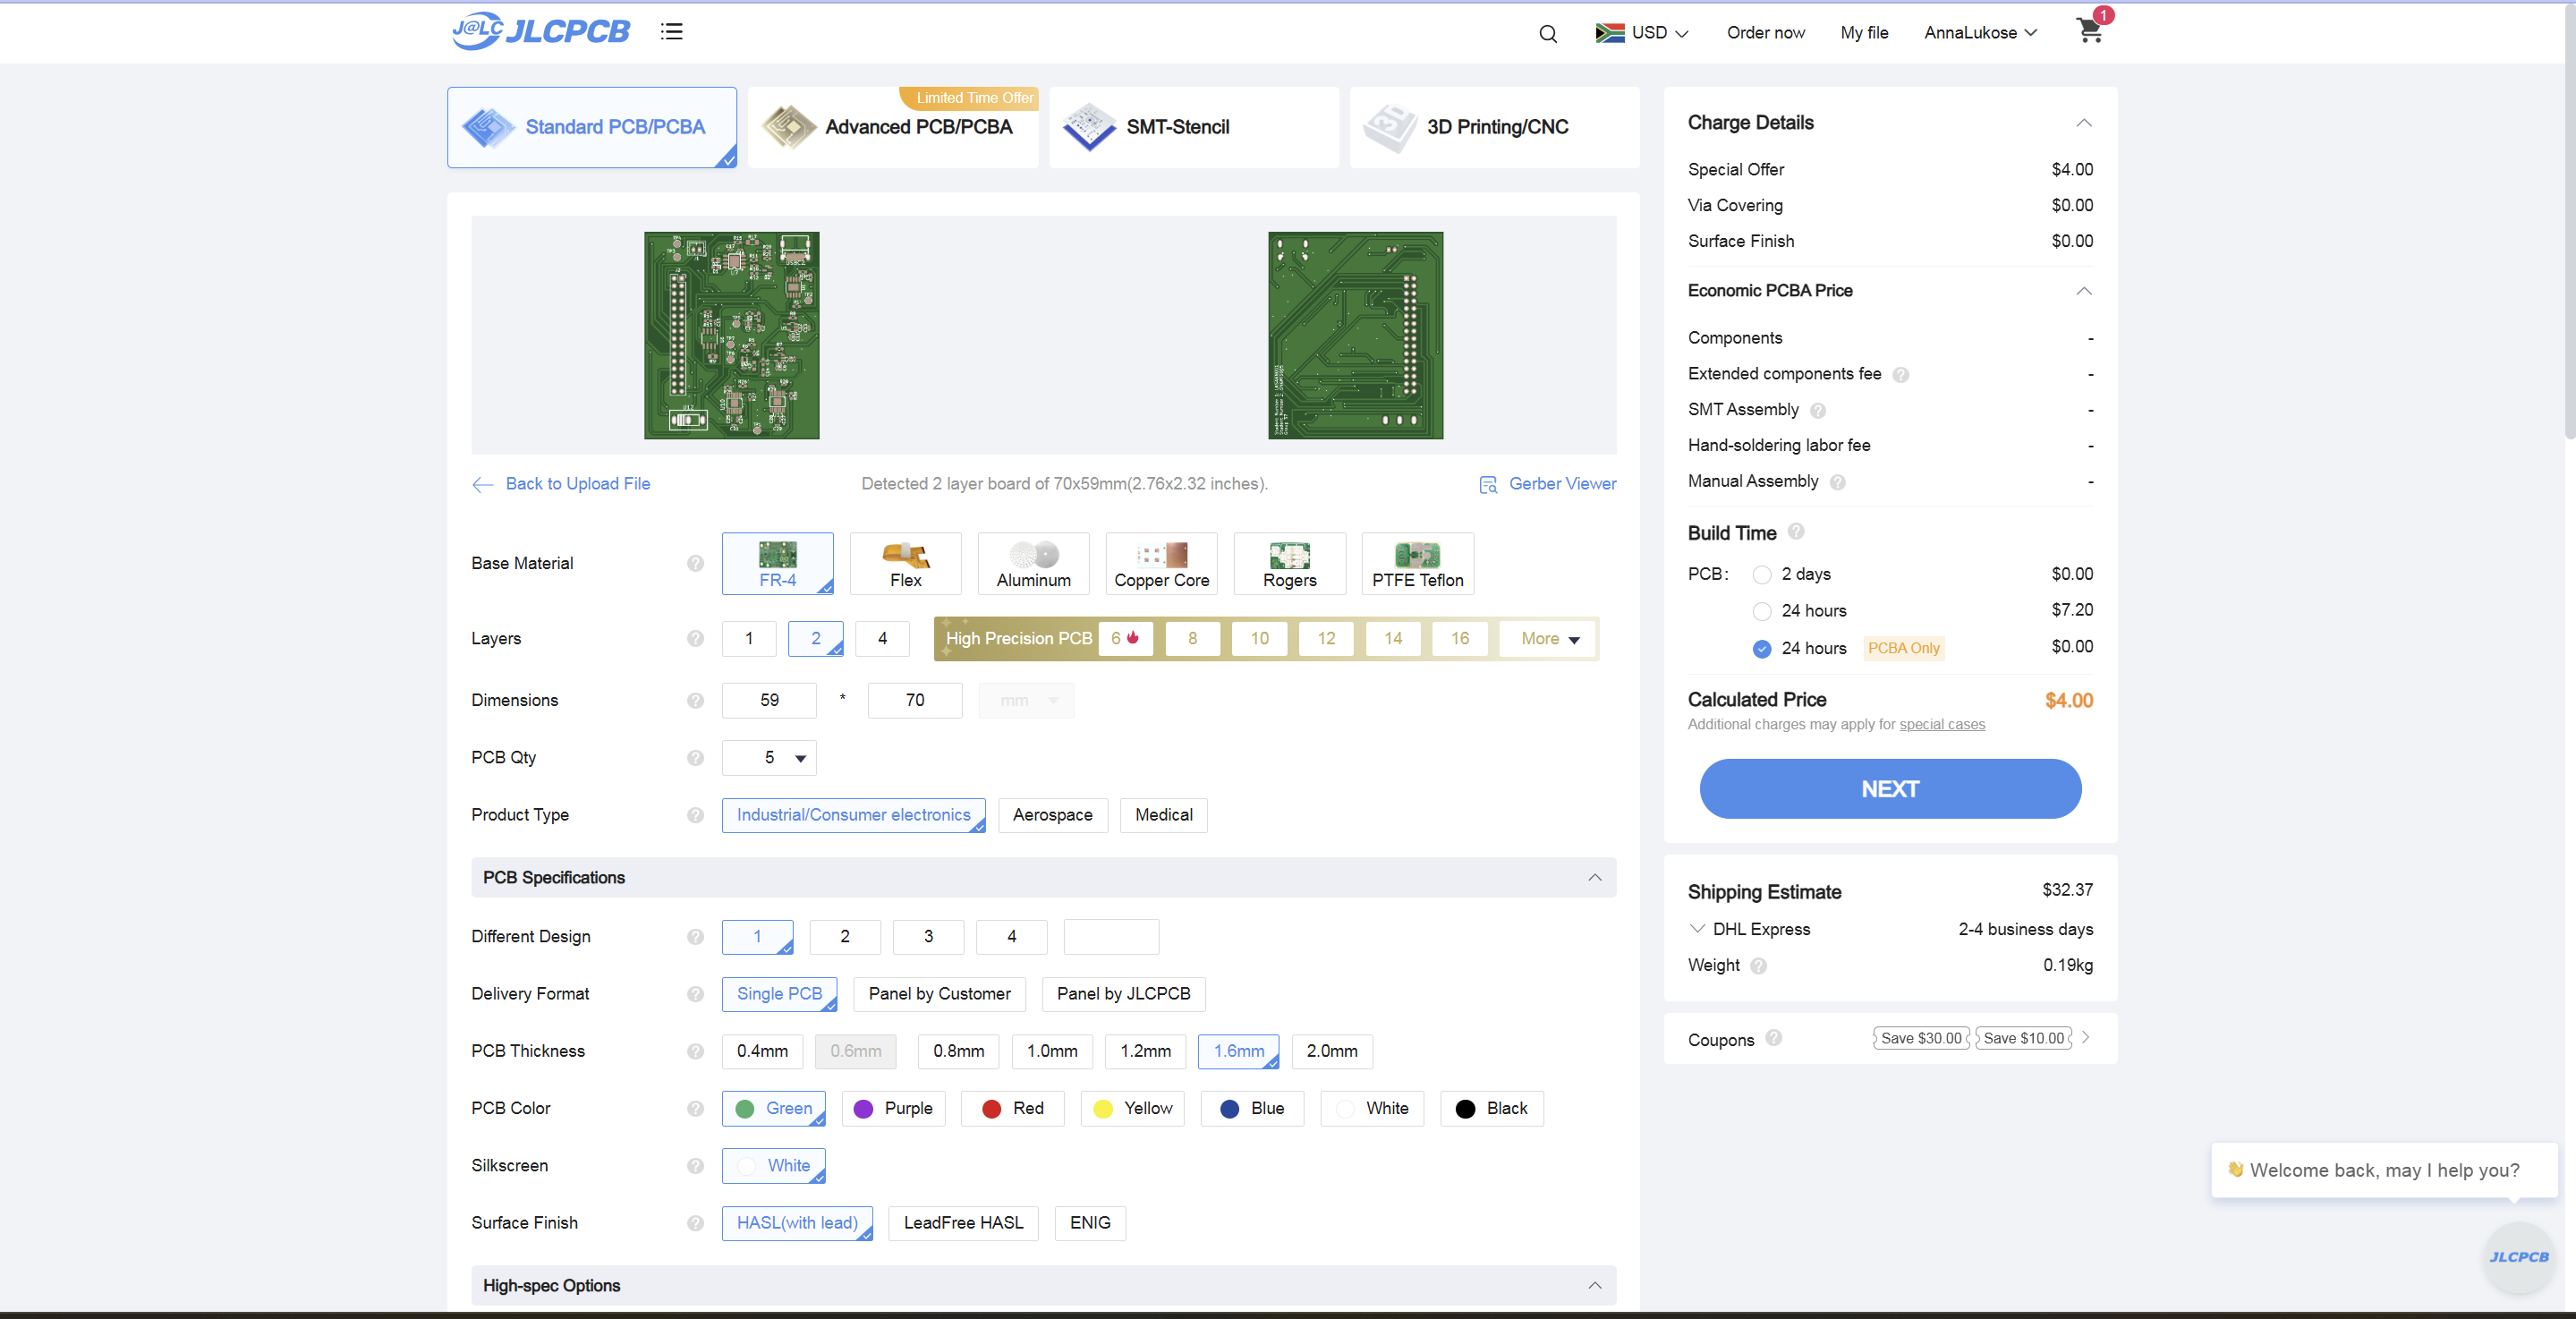 J@LC JLCPCB
USD
Order now
My file
AnnaLukose
1
Standard PCB/PCBA
Limited Time Offer
Advanced PCB/PCBA
SMT-Stencil
3D Printing/CNC
Back to Upload File
Detected 2 layer board of 70x59mm(2.76x2.32 inches).
Gerber Viewer
Base Material
FR-4 Flex Aluminum Copper Core Rogers PTFE Teflon
Layers
1 2 4 High Precision PCB 6 8 10 12 14 16 More
Dimensions
59 * 70 mm
PCB Qty
5
Product Type
Industrial/Consumer electronics Aerospace Medical
PCB Specifications
Different Design
1 2 3 4
Delivery Format
Single PCB Panel by Customer Panel by JLCPCB
PCB Thickness
0.4mm 0.6mm 0.8mm 1.0mm 1.2mm 1.6mm 2.0mm
PCB Color
Green Purple Red Yellow Blue White Black
Silkscreen
White
Surface Finish
HASL(with lead) LeadFree HASL ENIG
High-spec Options
Charge Details
Special Offer $4.00
Via Covering $0.00
Surface Finish $0.00
Economic PCBA Price
Components -
Extended components fee -
SMT Assembly -
Hand-soldering labor fee -
Manual Assembly -
Build Time
PCB: 2 days $0.00
24 hours $7.20
24 hours PCBA Only $0.00
Calculated Price $4.00
Additional charges may apply for special cases
NEXT
Shipping Estimate $32.37
DHL Express 2-4 business days
Weight 0.19kg
Coupons Save $30.00 Save $10.00
Welcome back, may I help you?
JLCPCB